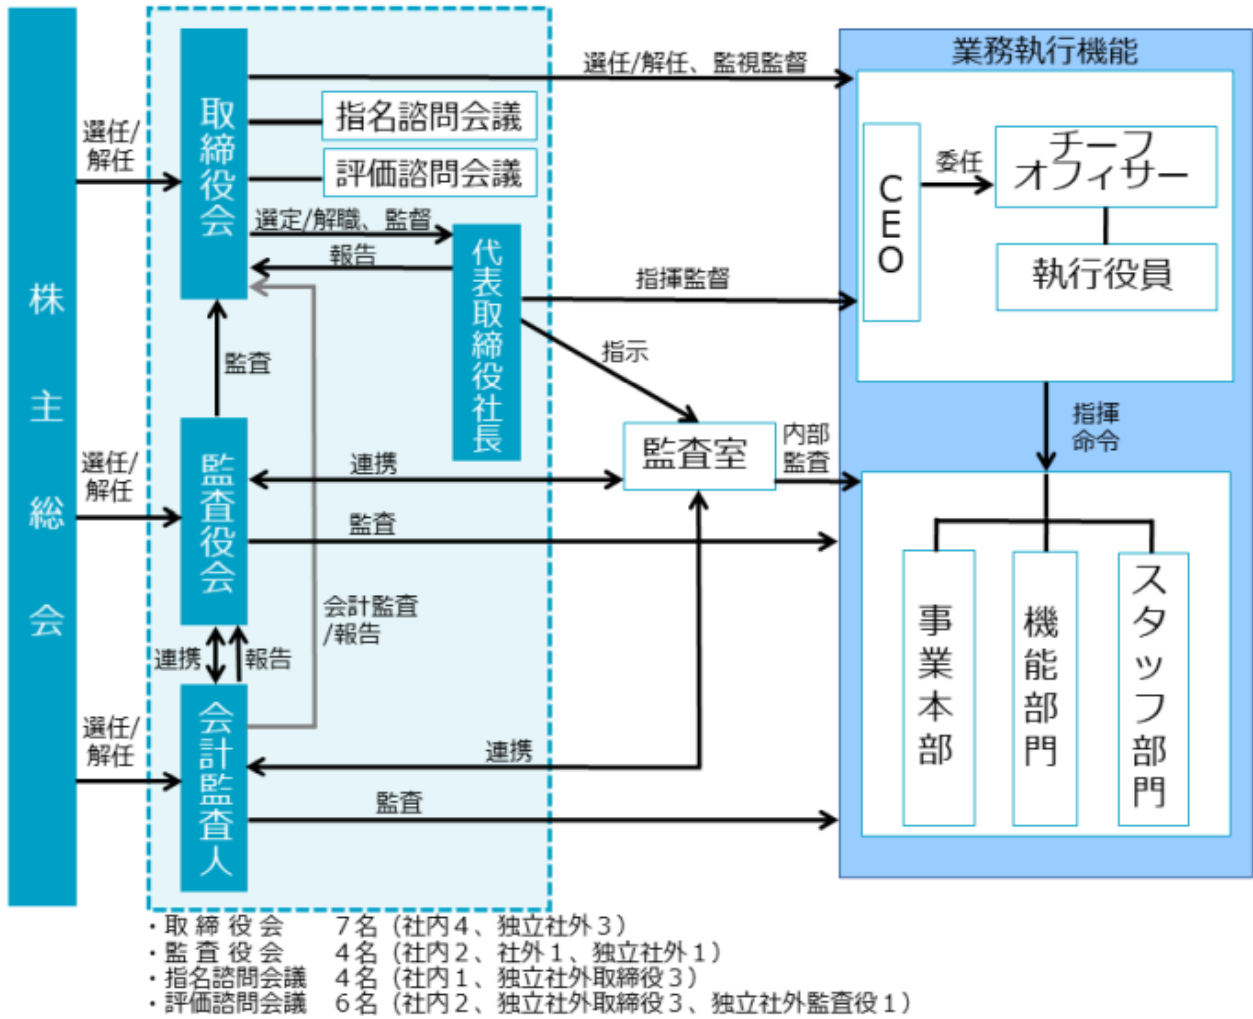 株主総会
選任/
解任
選任/
解任
選任/
解任
取締役会
指名諮問会議
評価諮問会議
選定/解職、監督
報告
代表取締役社長
監査
監査役会
連携
報告
会計監査
/報告
会計監査人
選任/解任、監視監督
指揮監督
指示
監査室
内部
監査
連携
監査
連携
監査
業務執行機能
CEO
委任
チーフ
オフィサー
執行役員
指揮
命令
事業本部
機能部門
スタッフ部門
・取 締 役 会 7名（社内4、独立社外3）
・監 査 役 会 4名（社内2、社外1、独立社外1）
・指名諮問会議 4名（社内1、独立社外取締役3）
・評価諮問会議 6名（社内2、独立社外取締役3、独立社外監査役1）